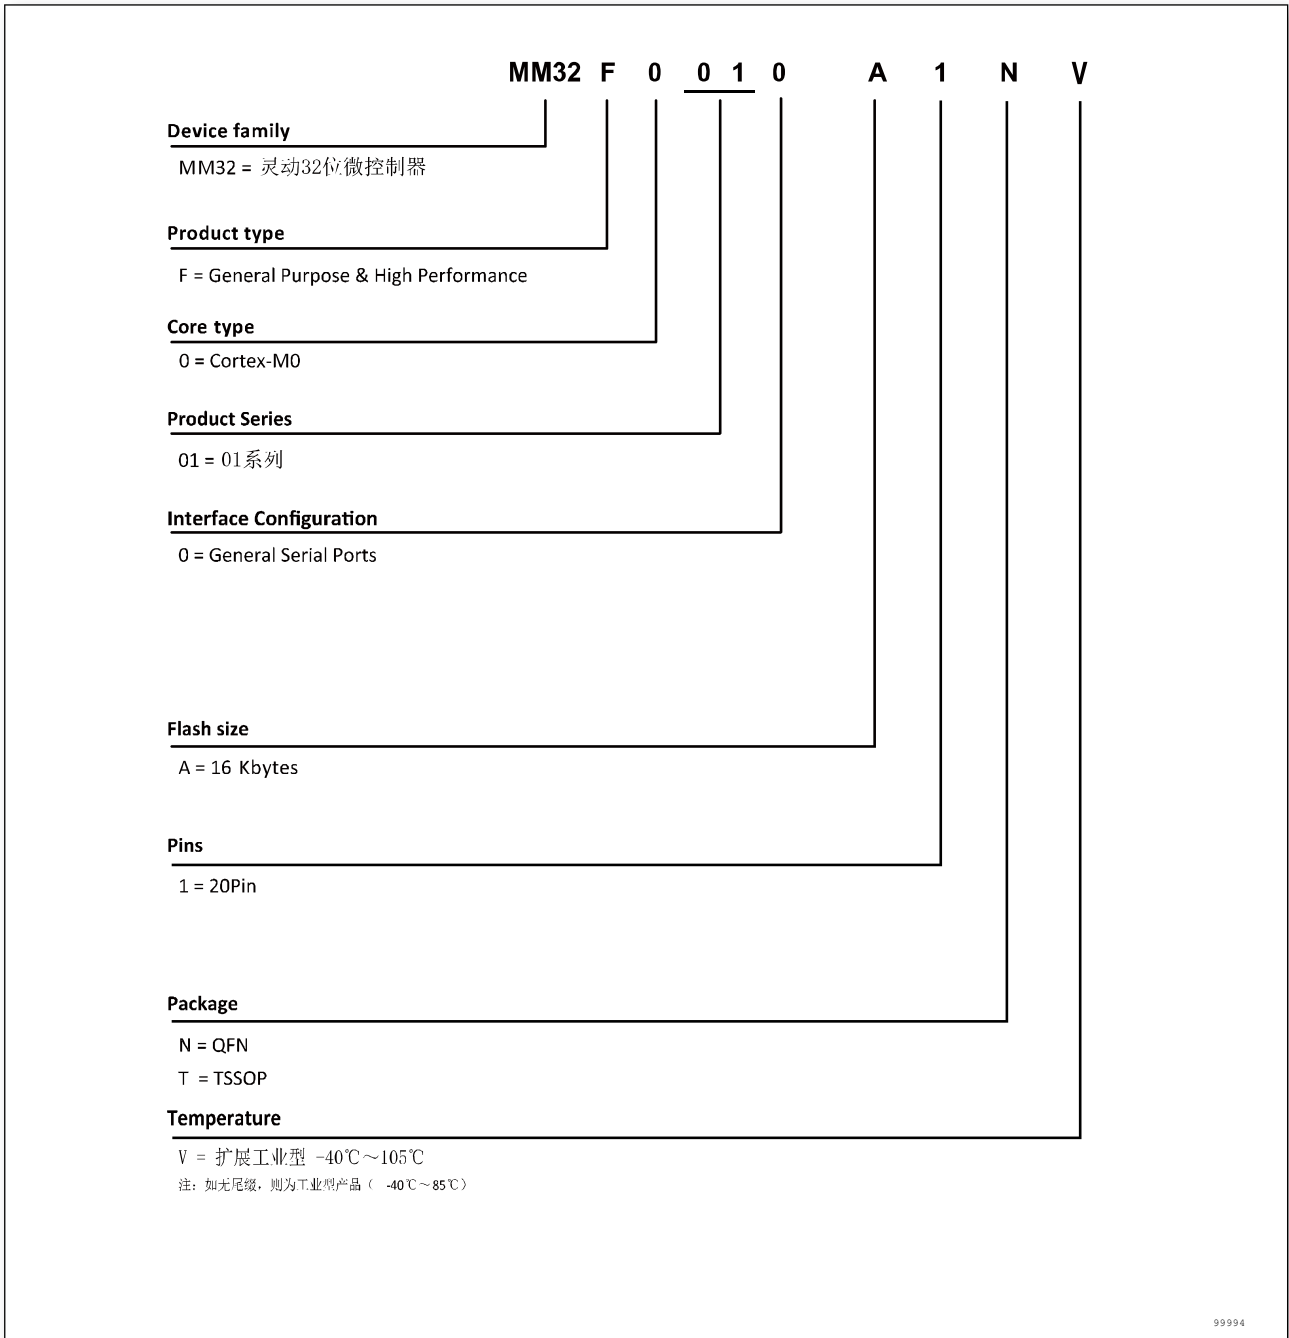 MM32 F 0 0 1 0 A 1 N V
Device family
MM32 = 灵动32位微控制器
Product type
F = General Purpose & High Performance
Core type
0 = Cortex-M0
Product Series
01 = 01系列
Interface Configuration
0 = General Serial Ports
Flash size
A = 16 Kbytes
Pins
1 = 20Pin
Package
N = QFN
T = TSSOP
Temperature
V = 扩展工业型 -40℃～105℃
注：如无尾缀，则为工业型产品（ -40℃～85℃）
99994